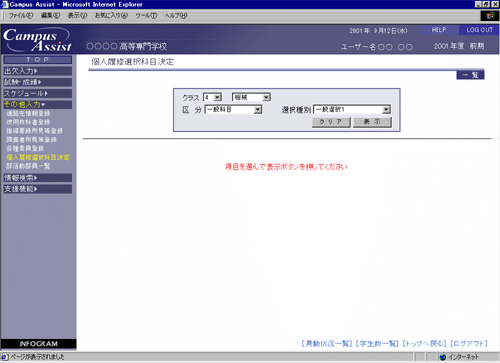 Campus Assist - Microsoft Internet Explorer
ファイル(F) 編集(E) 表示(V) お気に入り(A) ツール(T) ヘルプ(H)
Campus Assist
2001年 9月12日(水) HELP LOG OUT
○○○○高等専門学校 ユーザー名○○ ○○ 2001年度 前期
TOP
出欠入力
試験・成績
スケジュール
その他入力
進路先情報登録
使用教科書登録
指導要録所見等登録
調査書所見等登録
各種委員登録
個人履修選択科目決定
部活動部員一覧
情報検索
支援機能
INFOGRAM
個人履修選択科目決定
一覧
クラス 4 機械
区 分 一般科目 選択種別 一般選択1
クリア 表示
項目を選んで表示ボタンを押してください
[異動状況一覧] [学生数一覧] [トップへ戻る] [ログアウト]
ページが表示されました インターネット